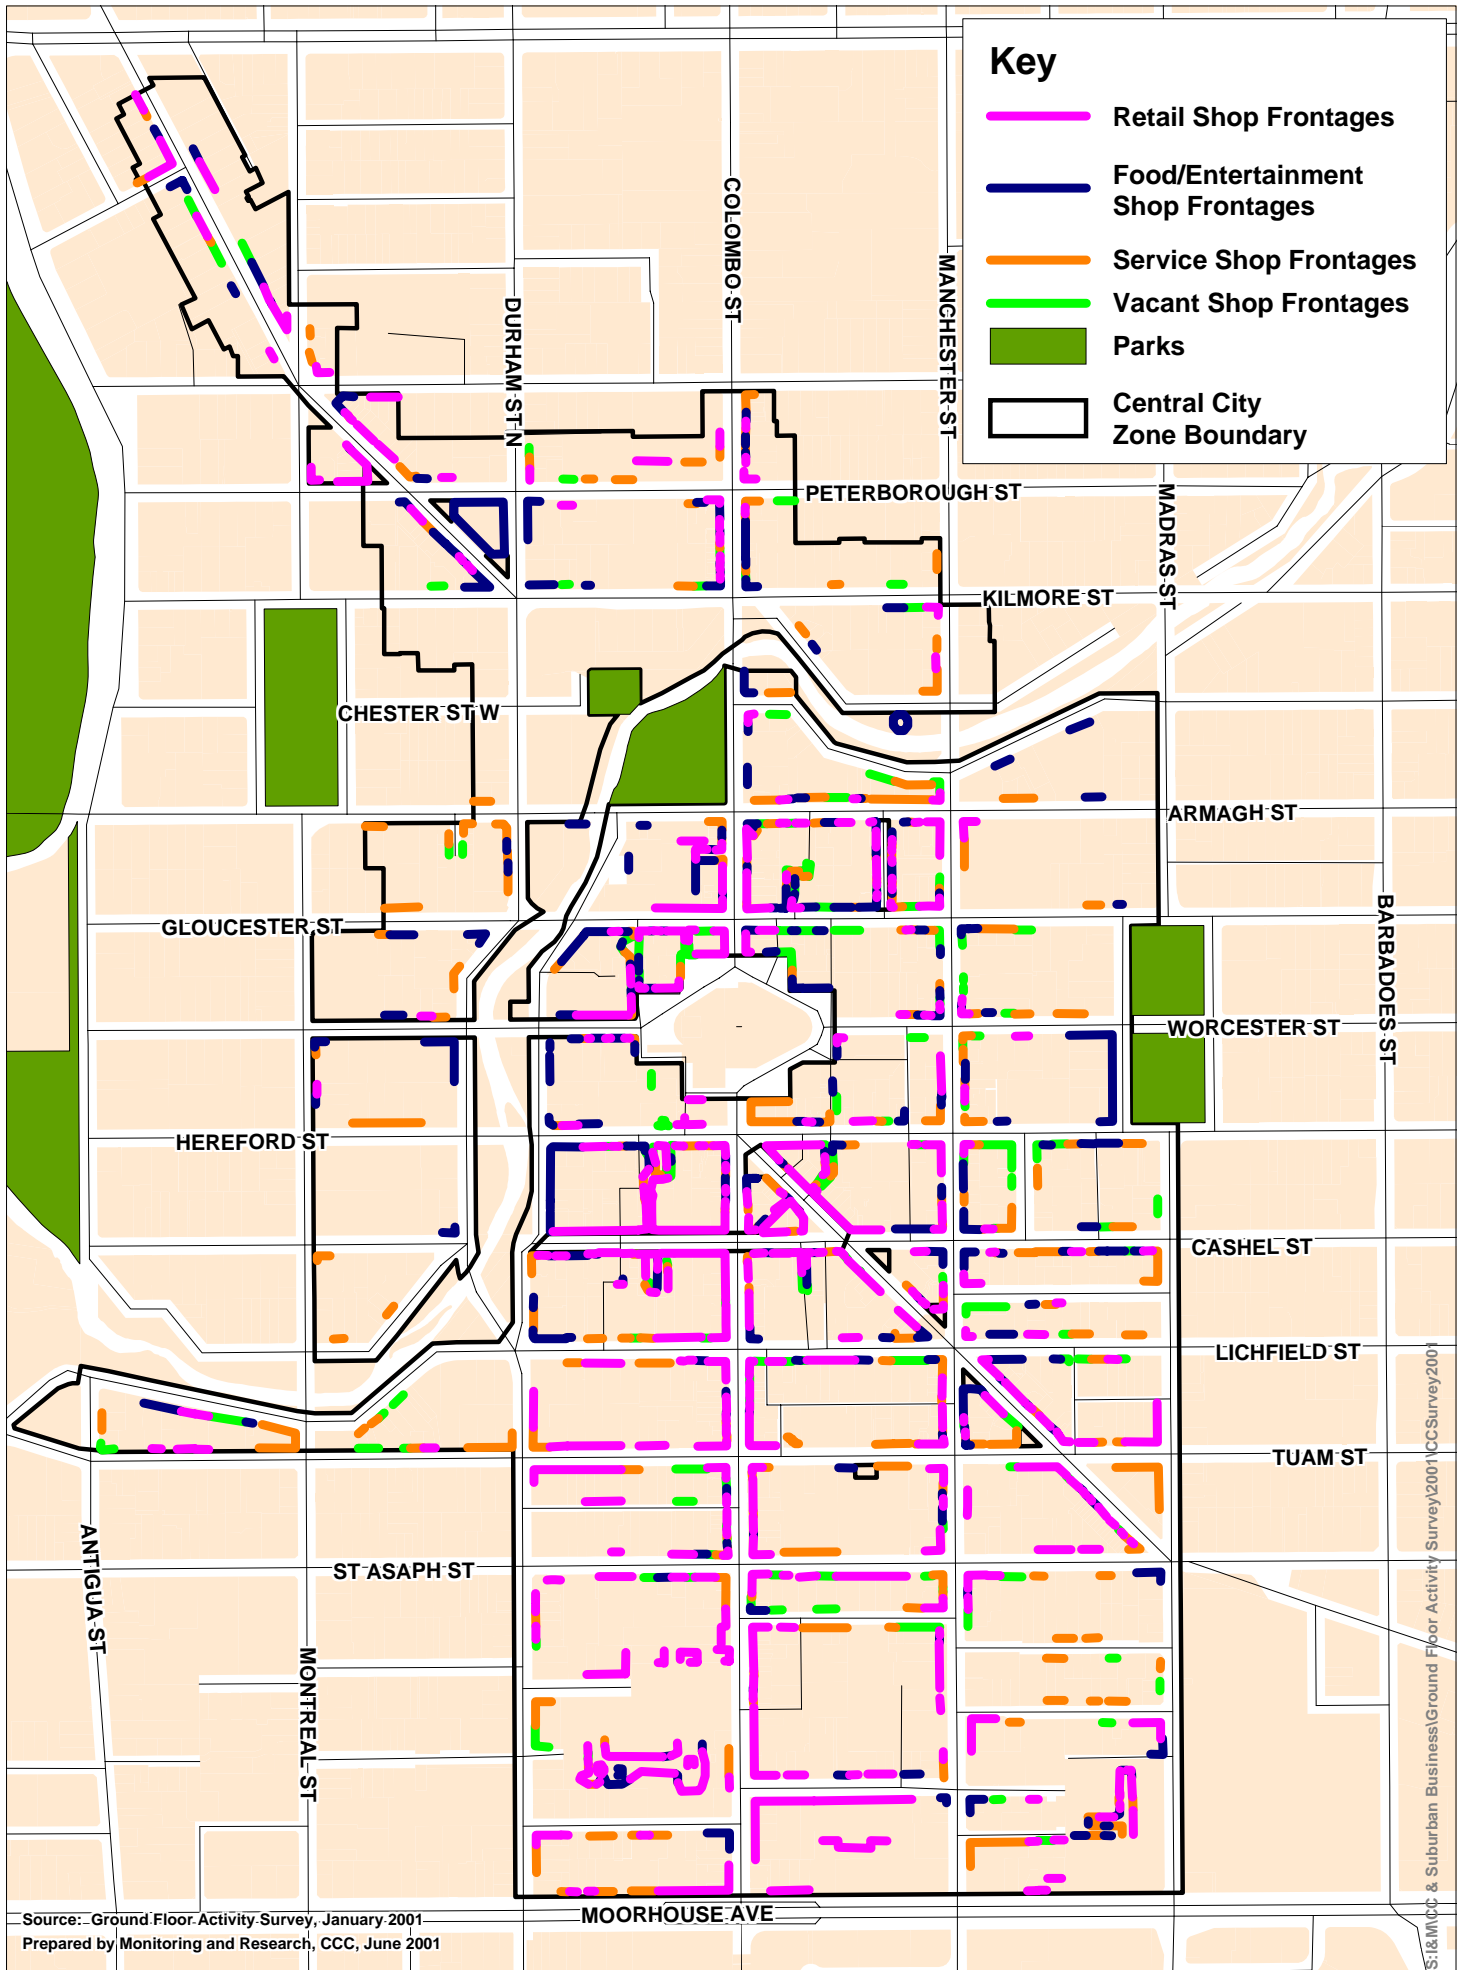 Key
Retail Shop Frontages
Food/Entertainment
Shop Frontages
Service Shop Frontages
Vacant Shop Frontages
Parks
Central City
Zone Boundary
COLOMBO ST
MANCHESTER ST
DURHAM ST N
PETERBOROUGH ST
MADRAS ST
KILMORE ST
CHESTER ST W
ARMAGH ST
GLOUCESTER ST
BARBADOES ST
WORCESTER ST
HEREFORD ST
CASHEL ST
LICHFIELD ST
TUAM ST
ANTIGUA ST
ST ASAPH ST
MONTREAL ST
MOORHOUSE AVE
Source: Ground Floor Activity Survey, January 2001
Prepared by Monitoring and Research, CCC, June 2001
S:\I&M\CC & Suburban Business\Ground Floor Activity Survey\2001\CCSurvey2001